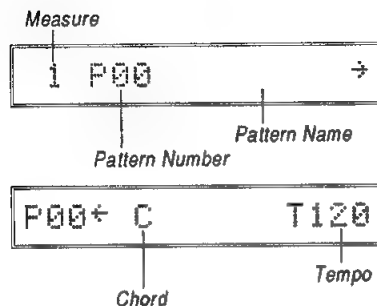 Measure
1 P00 →
Pattern Name
Pattern Number
P00← C T120
Tempo
Chord